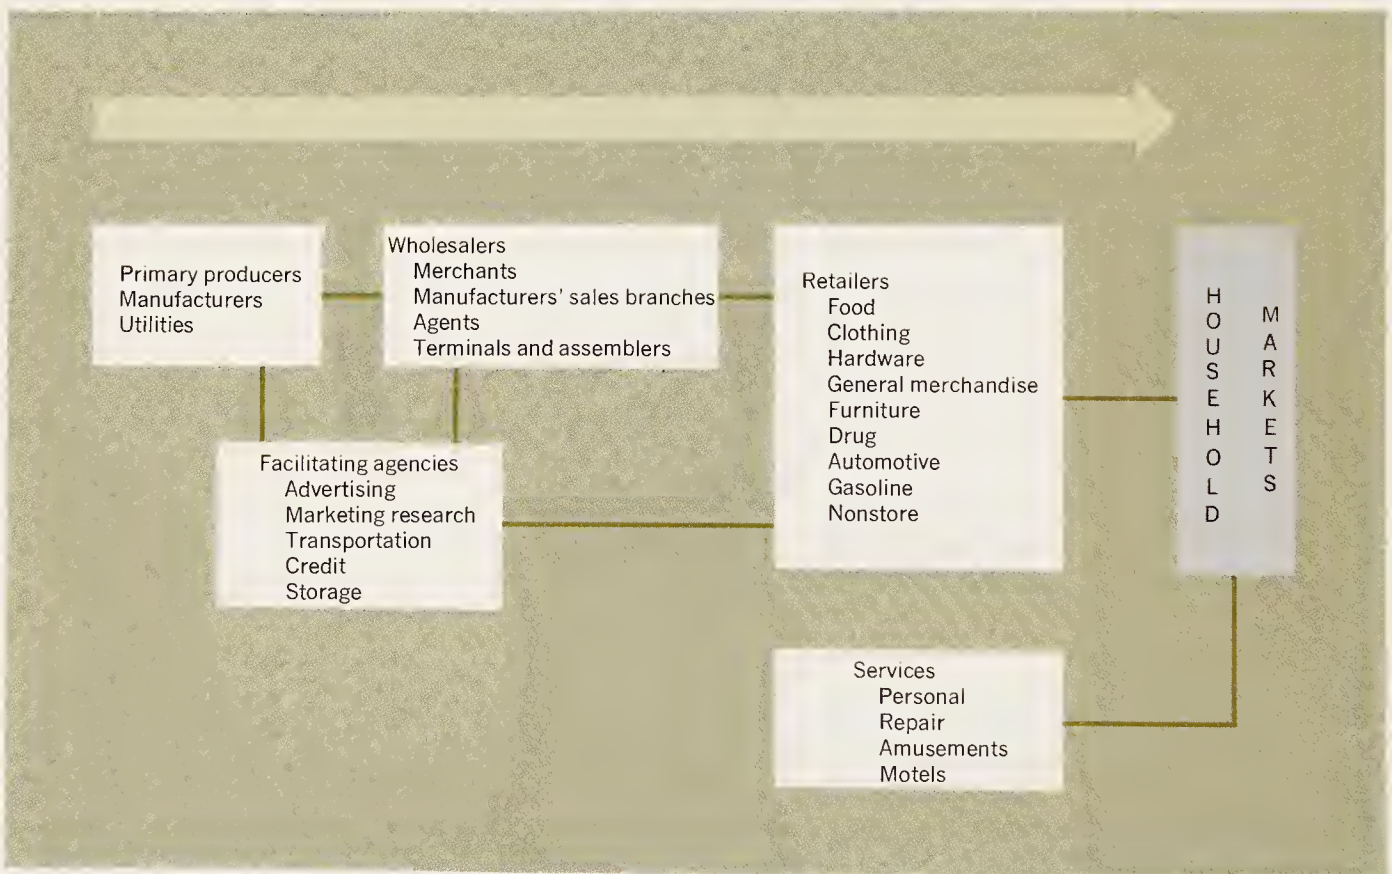 Primary producers
Manufacturers
Utilities
Wholesalers
Merchants
Manufacturers' sales branches
Agents
Terminals and assemblers
Facilitating agencies
Advertising
Marketing research
Transportation
Credit
Storage
Retailers
Food
Clothing
Hardware
General merchandise
Furniture
Drug
Automotive
Gasoline
Nonstore
Services
Personal
Repair
Amusements
Motels
HOUSEHOLD
MARKETS